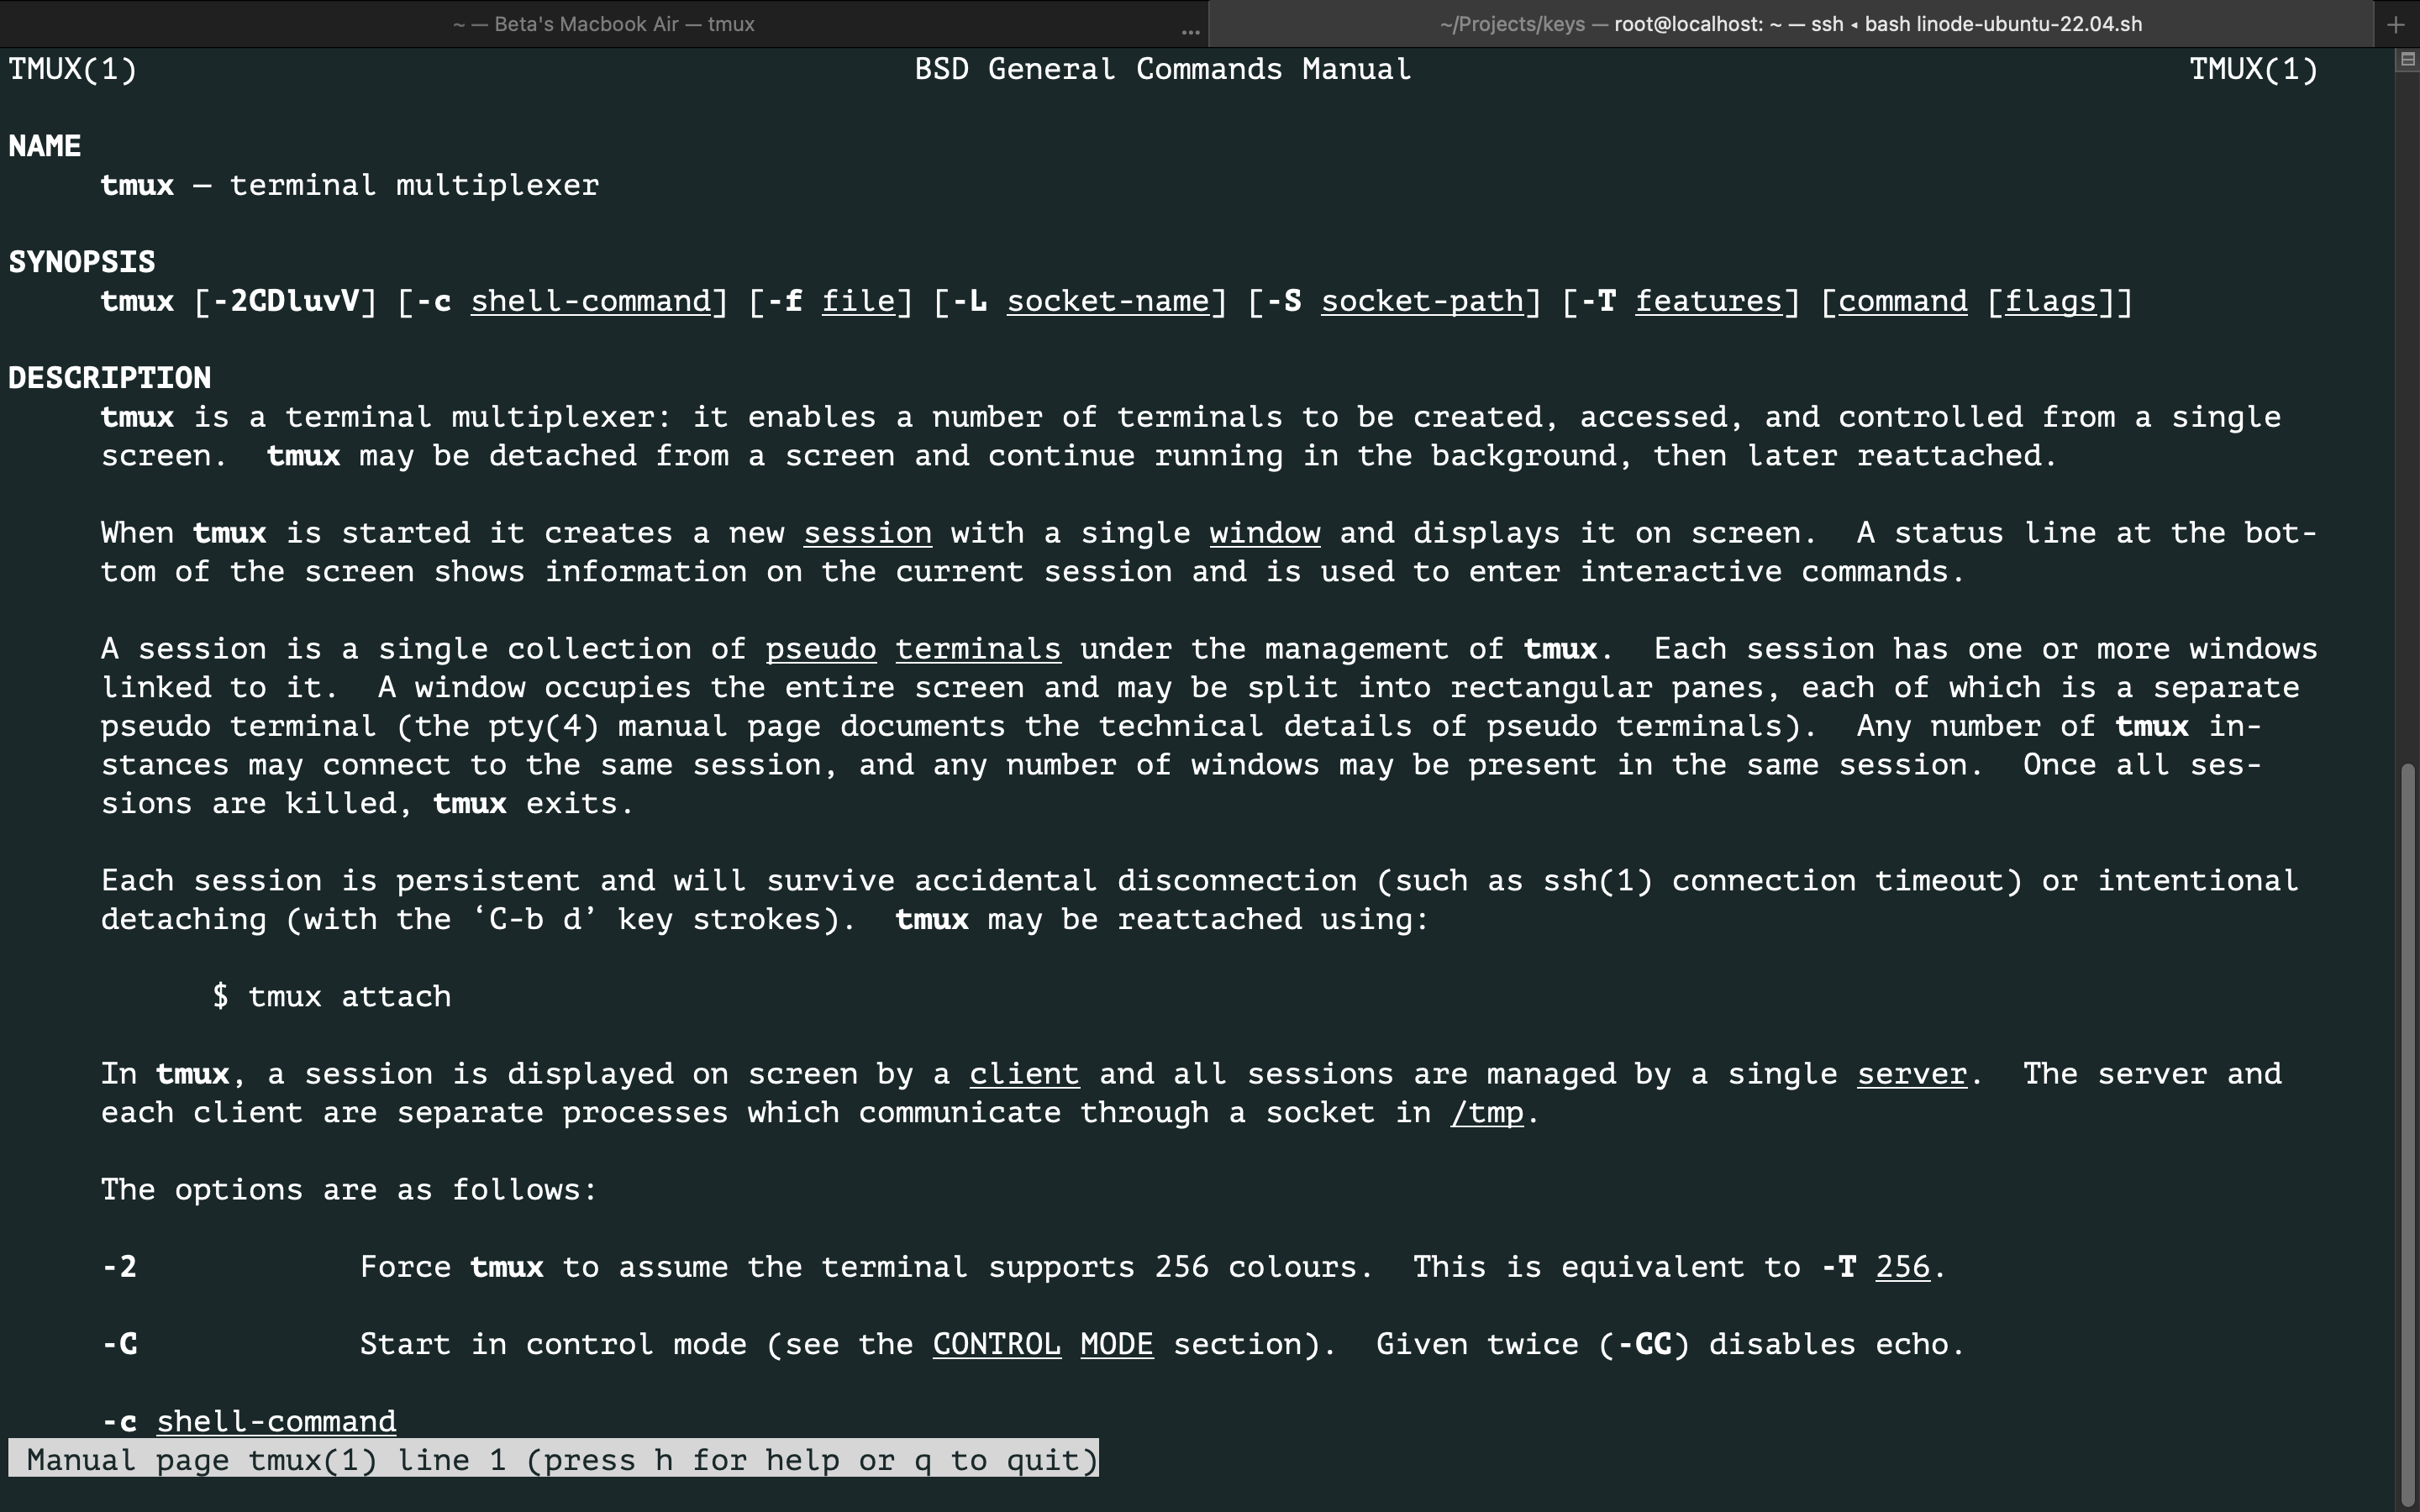 ~ — Beta's Macbook Air — tmux ... ~/Projects/keys — root@localhost: ~ — ssh ◂ bash linode-ubuntu-22.04.sh +
TMUX(1) BSD General Commands Manual TMUX(1)
NAME
tmux — terminal multiplexer
SYNOPSIS
tmux [-2CDluvV] [-c shell-command] [-f file] [-L socket-name] [-S socket-path] [-T features] [command [flags]]
DESCRIPTION
tmux is a terminal multiplexer: it enables a number of terminals to be created, accessed, and controlled from a single
screen.  tmux may be detached from a screen and continue running in the background, then later reattached.
When tmux is started it creates a new session with a single window and displays it on screen.  A status line at the bot-
tom of the screen shows information on the current session and is used to enter interactive commands.
A session is a single collection of pseudo terminals under the management of tmux.  Each session has one or more windows
linked to it.  A window occupies the entire screen and may be split into rectangular panes, each of which is a separate
pseudo terminal (the pty(4) manual page documents the technical details of pseudo terminals).  Any number of tmux in-
stances may connect to the same session, and any number of windows may be present in the same session.  Once all ses-
sions are killed, tmux exits.
Each session is persistent and will survive accidental disconnection (such as ssh(1) connection timeout) or intentional
detaching (with the ‘C-b d’ key strokes).  tmux may be reattached using:
$ tmux attach
In tmux, a session is displayed on screen by a client and all sessions are managed by a single server.  The server and
each client are separate processes which communicate through a socket in /tmp.
The options are as follows:
-2 Force tmux to assume the terminal supports 256 colours.  This is equivalent to -T 256.
-C Start in control mode (see the CONTROL MODE section).  Given twice (-CC) disables echo.
-c shell-command
Manual page tmux(1) line 1 (press h for help or q to quit)